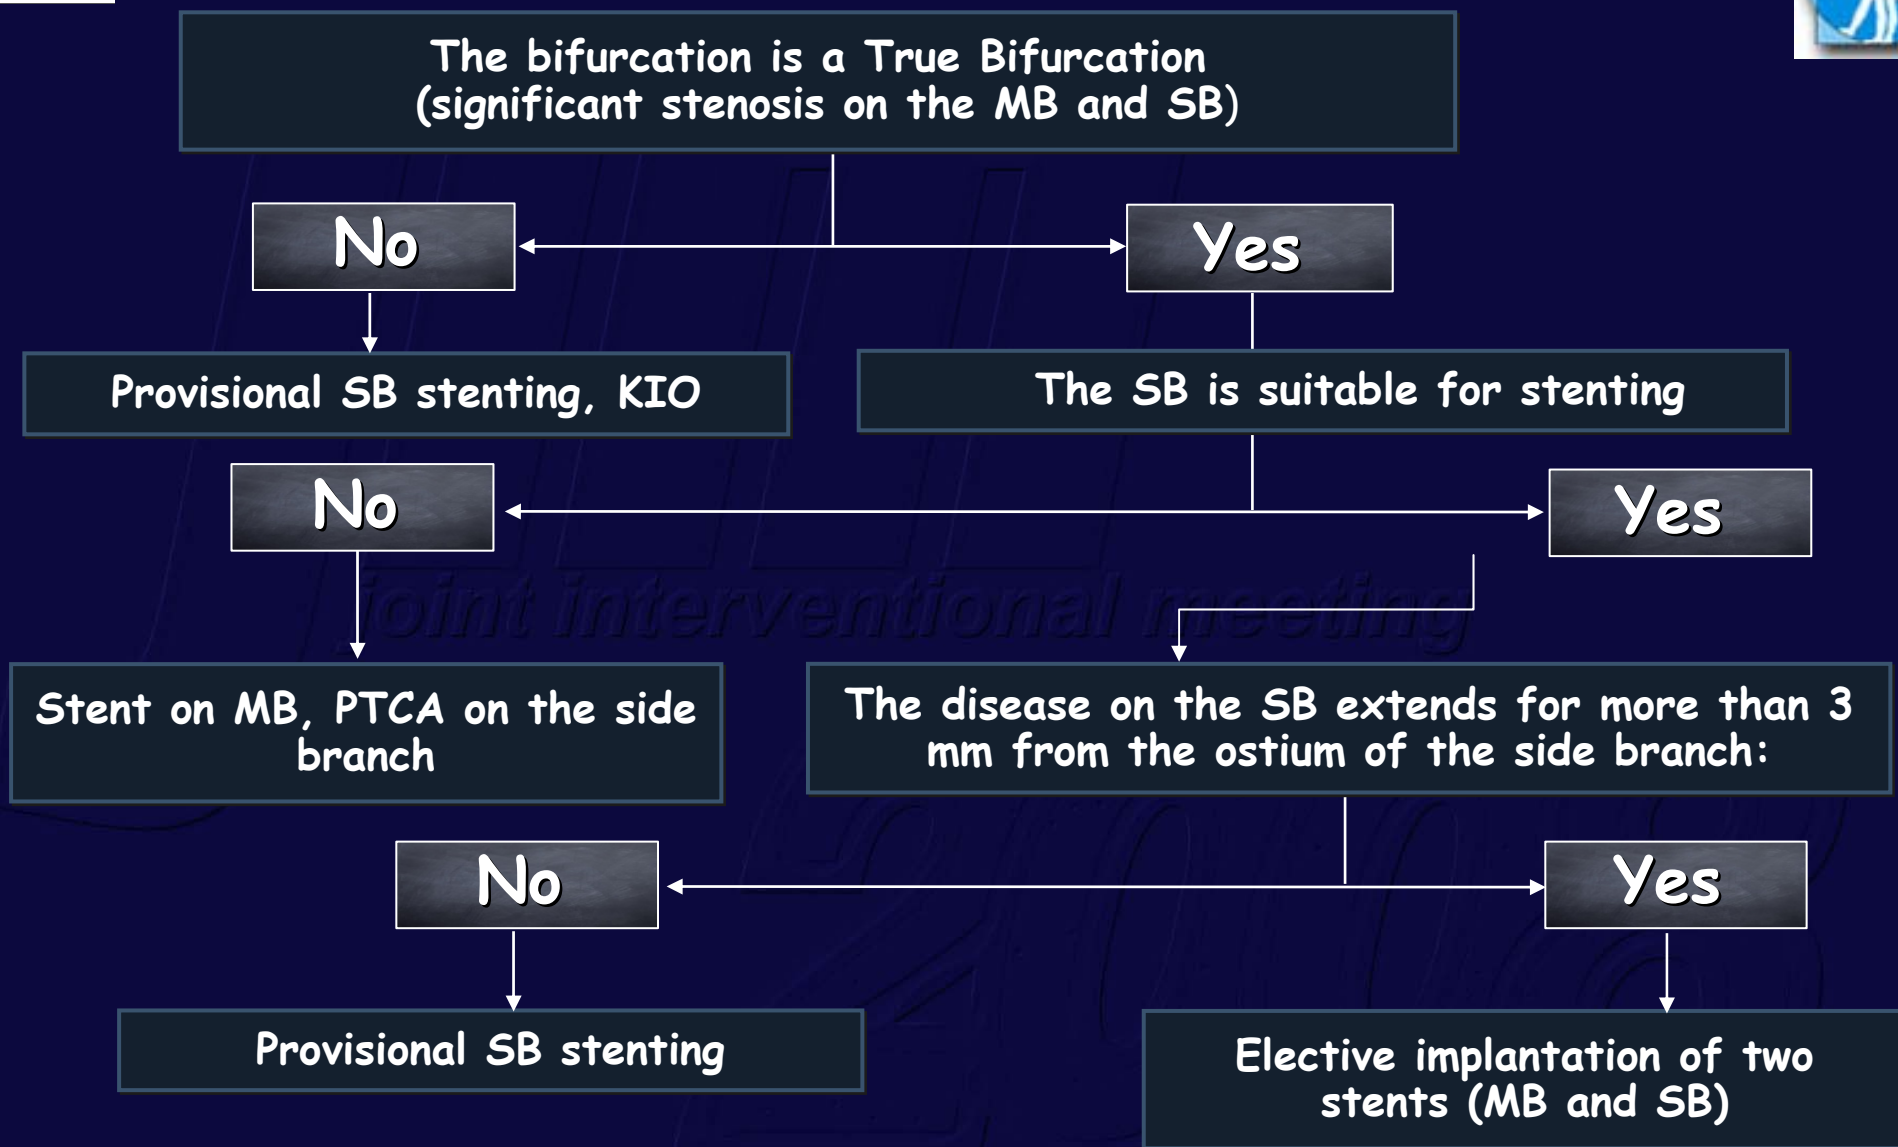 The bifurcation is a True Bifurcation
(significant stenosis on the MB and SB)
No
Yes
Provisional SB stenting, KIO
The SB is suitable for stenting
No
Yes
joint interventional meeting
Stent on MB, PTCA on the side
branch
The disease on the SB extends for more than 3
mm from the ostium of the side branch:
No
Yes
Provisional SB stenting
Elective implantation of two
stents (MB and SB)